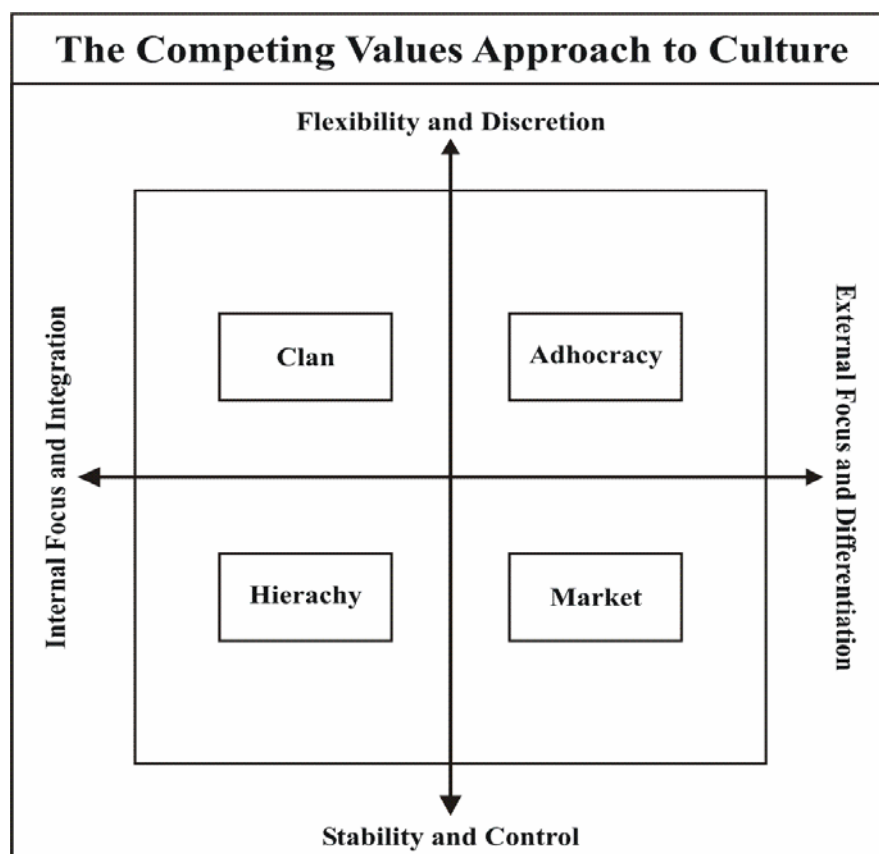 The Competing Values Approach to Culture
Flexibility and Discretion
Internal Focus and Integration
Clan
Adhocracy
External Focus and Differentiation
Hierachy
Market
Stability and Control